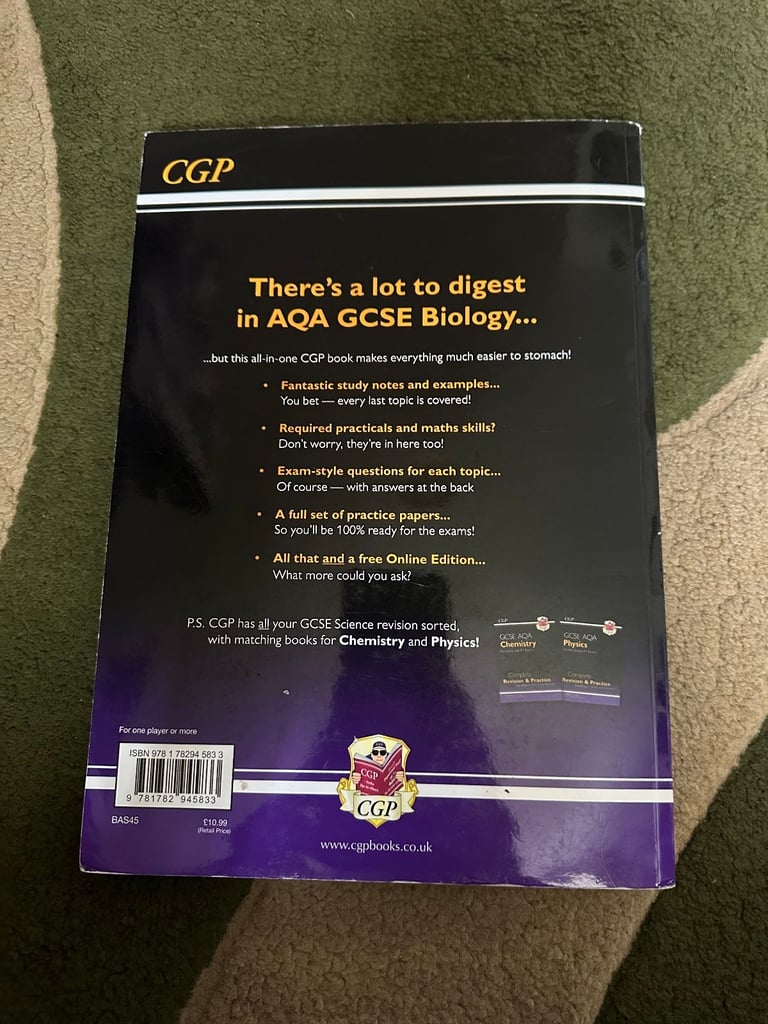 CGP
There's a lot to digest
in AQA GCSE Biology...
...but this all-in-one CGP book makes everything much easier to stomach!
• Fantastic study notes and examples...
You bet — every last topic is covered!
• Required practicals and maths skills?
Don't worry, they're in here too!
• Exam-style questions for each topic...
Of course — with answers at the back
• A full set of practice papers...
So you'll be 100% ready for the exams!
• All that and a free Online Edition...
What more could you ask?
P.S. CGP has all your GCSE Science revision sorted,
with matching books for Chemistry and Physics!
CGP
GCSE AQA
Chemistry
Complete
Revision & Practice
CGP
GCSE AQA
Physics
Complete
Revision & Practice
For one player or more
ISBN 978 1 78294 583 3
9 781782 945833
BAS45
£10.99
(Retail Price)
CGP
CGP
www.cgpbooks.co.uk